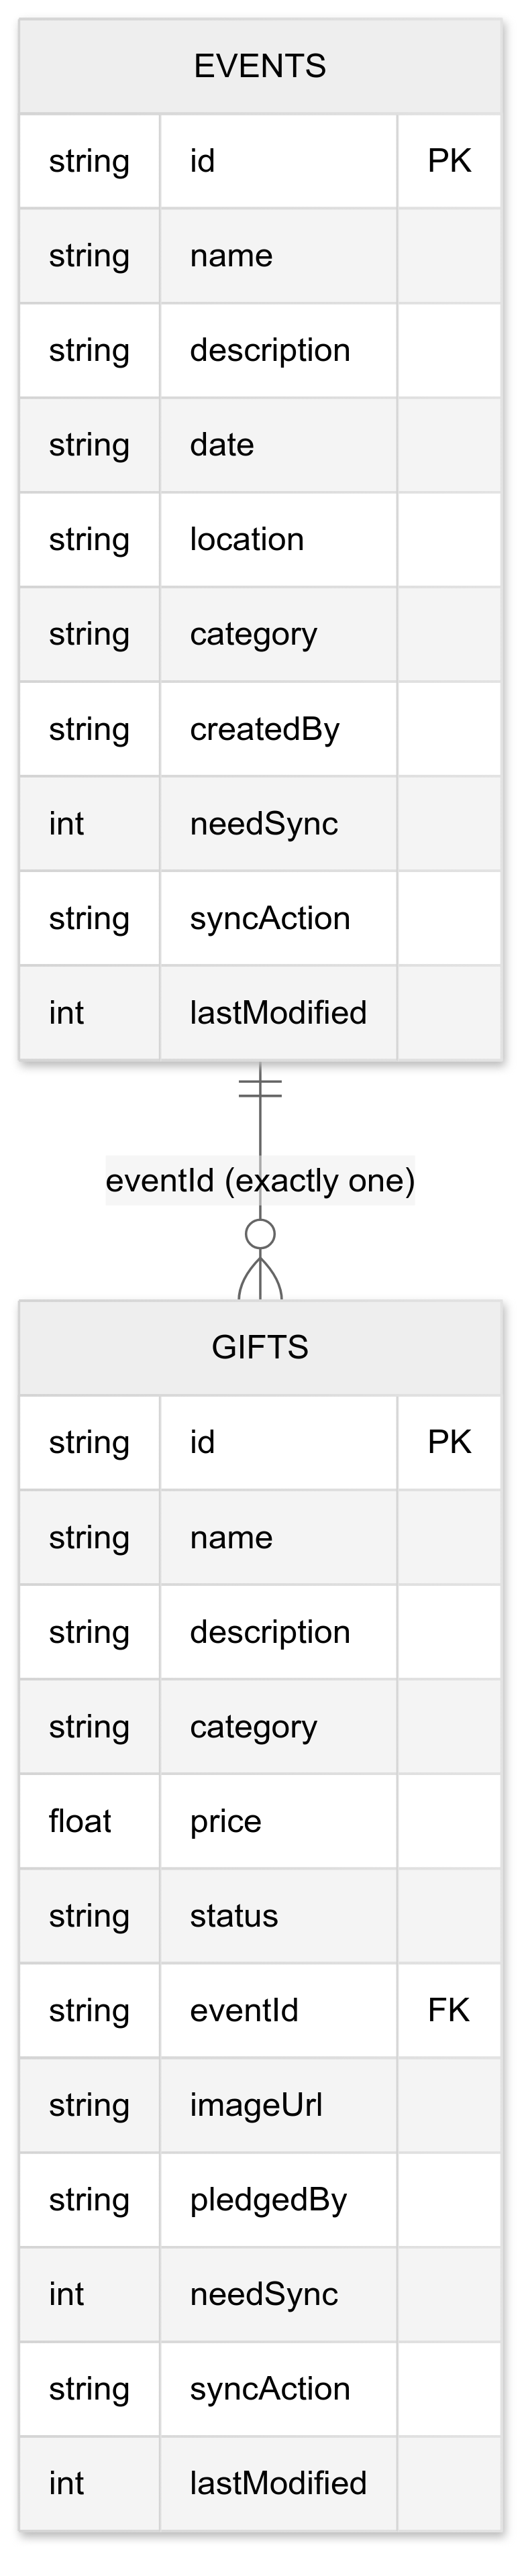 EVENTS
string id PK
string name
string description
string date
string location
string category
string createdBy
int needSync
string syncAction
int lastModified
eventId (exactly one)
GIFTS
string id PK
string name
string description
string category
float price
string status
string eventId FK
string imageUrl
string pledgedBy
int needSync
string syncAction
int lastModified